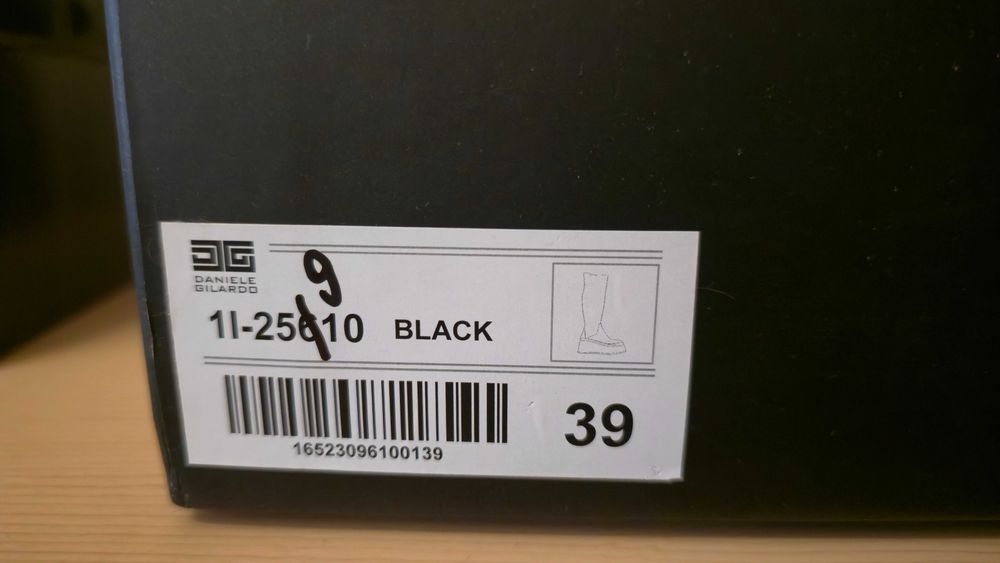 DG
DANIELE
GILARDO
9
1I-25610 BLACK
16523096100139
39